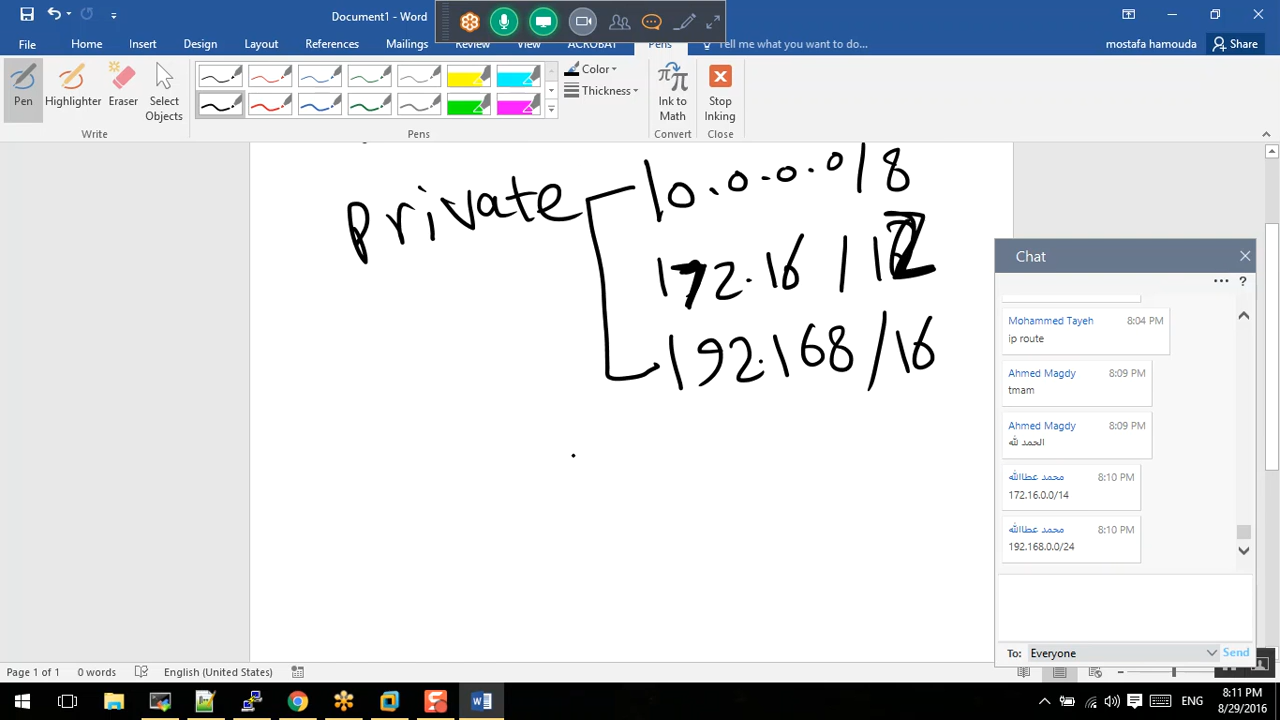 Document1 - Word
mostafa hamouda
Share
File
Home
Insert
Design
Layout
References
Mailings
Review
View
ACROBAT
Pens
Tell me what you want to do...
Pen
Highlighter
Eraser
Select Objects
Color
Thickness
Ink to Math
Stop Inking
Write
Pens
Convert
Close
private
10.0.0.0/8
172.16/12
192.168/16
Chat
Mohammed Tayeh 8:04 PM
ip route
Ahmed Magdy 8:09 PM
tmam
Ahmed Magdy 8:09 PM
الحمد لله
محمد عطاالله 8:10 PM
172.16.0.0/14
محمد عطاالله 8:10 PM
192.168.0.0/24
To: Everyone
Send
Page 1 of 1
0 words
English (United States)
ENG
8:11 PM
8/29/2016